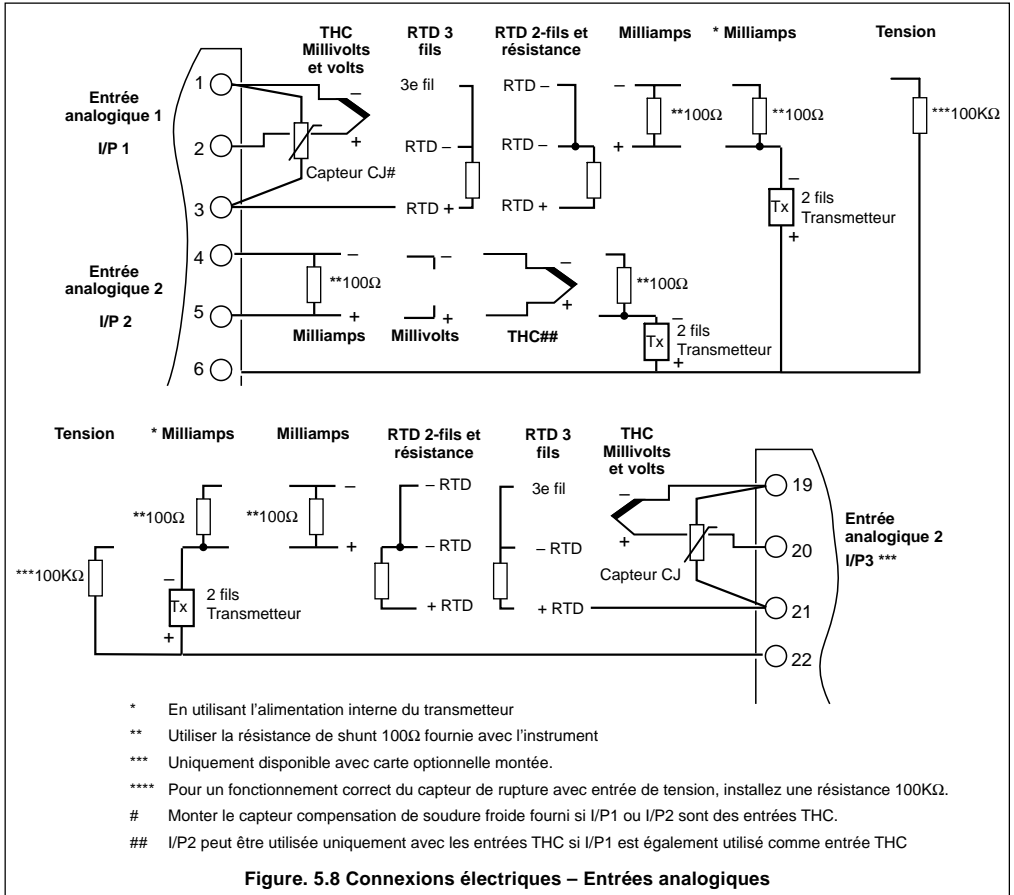 THC
Millivolts
et volts
RTD 3
fils
RTD 2-fils et
résistance
Milliamps
* Milliamps
Tension
Entrée
analogique 1
I/P 1
1
2
3
–
+
Capteur CJ#
3e fil
RTD –
RTD +
RTD –
RTD –
RTD +
–
**100Ω
+
**100Ω
–
Tx
+
2 fils
Transmetteur
***100KΩ
Entrée
analogique 2
I/P 2
4
5
6
–
**100Ω
+
Milliamps
–
+
Millivolts
–
+
THC##
**100Ω
–
Tx
+
2 fils
Transmetteur
Tension
* Milliamps
Milliamps
RTD 2-fils et
résistance
RTD 3
fils
THC
Millivolts
et volts
***100KΩ
**100Ω
–
Tx
+
2 fils
Transmetteur
**100Ω
–
+
– RTD
– RTD
+ RTD
3e fil
– RTD
+ RTD
–
+
Capteur CJ
19
20
21
22
Entrée
analogique 2
I/P3 ***
* En utilisant l'alimentation interne du transmetteur
** Utiliser la résistance de shunt 100Ω fournie avec l'instrument
*** Uniquement disponible avec carte optionnelle montée.
**** Pour un fonctionnement correct du capteur de rupture avec entrée de tension, installez une résistance 100KΩ.
# Monter le capteur compensation de soudure froide fourni si I/P1 ou I/P2 sont des entrées THC.
## I/P2 peut être utilisée uniquement avec les entrées THC si I/P1 est également utilisé comme entrée THC
Figure. 5.8 Connexions électriques – Entrées analogiques